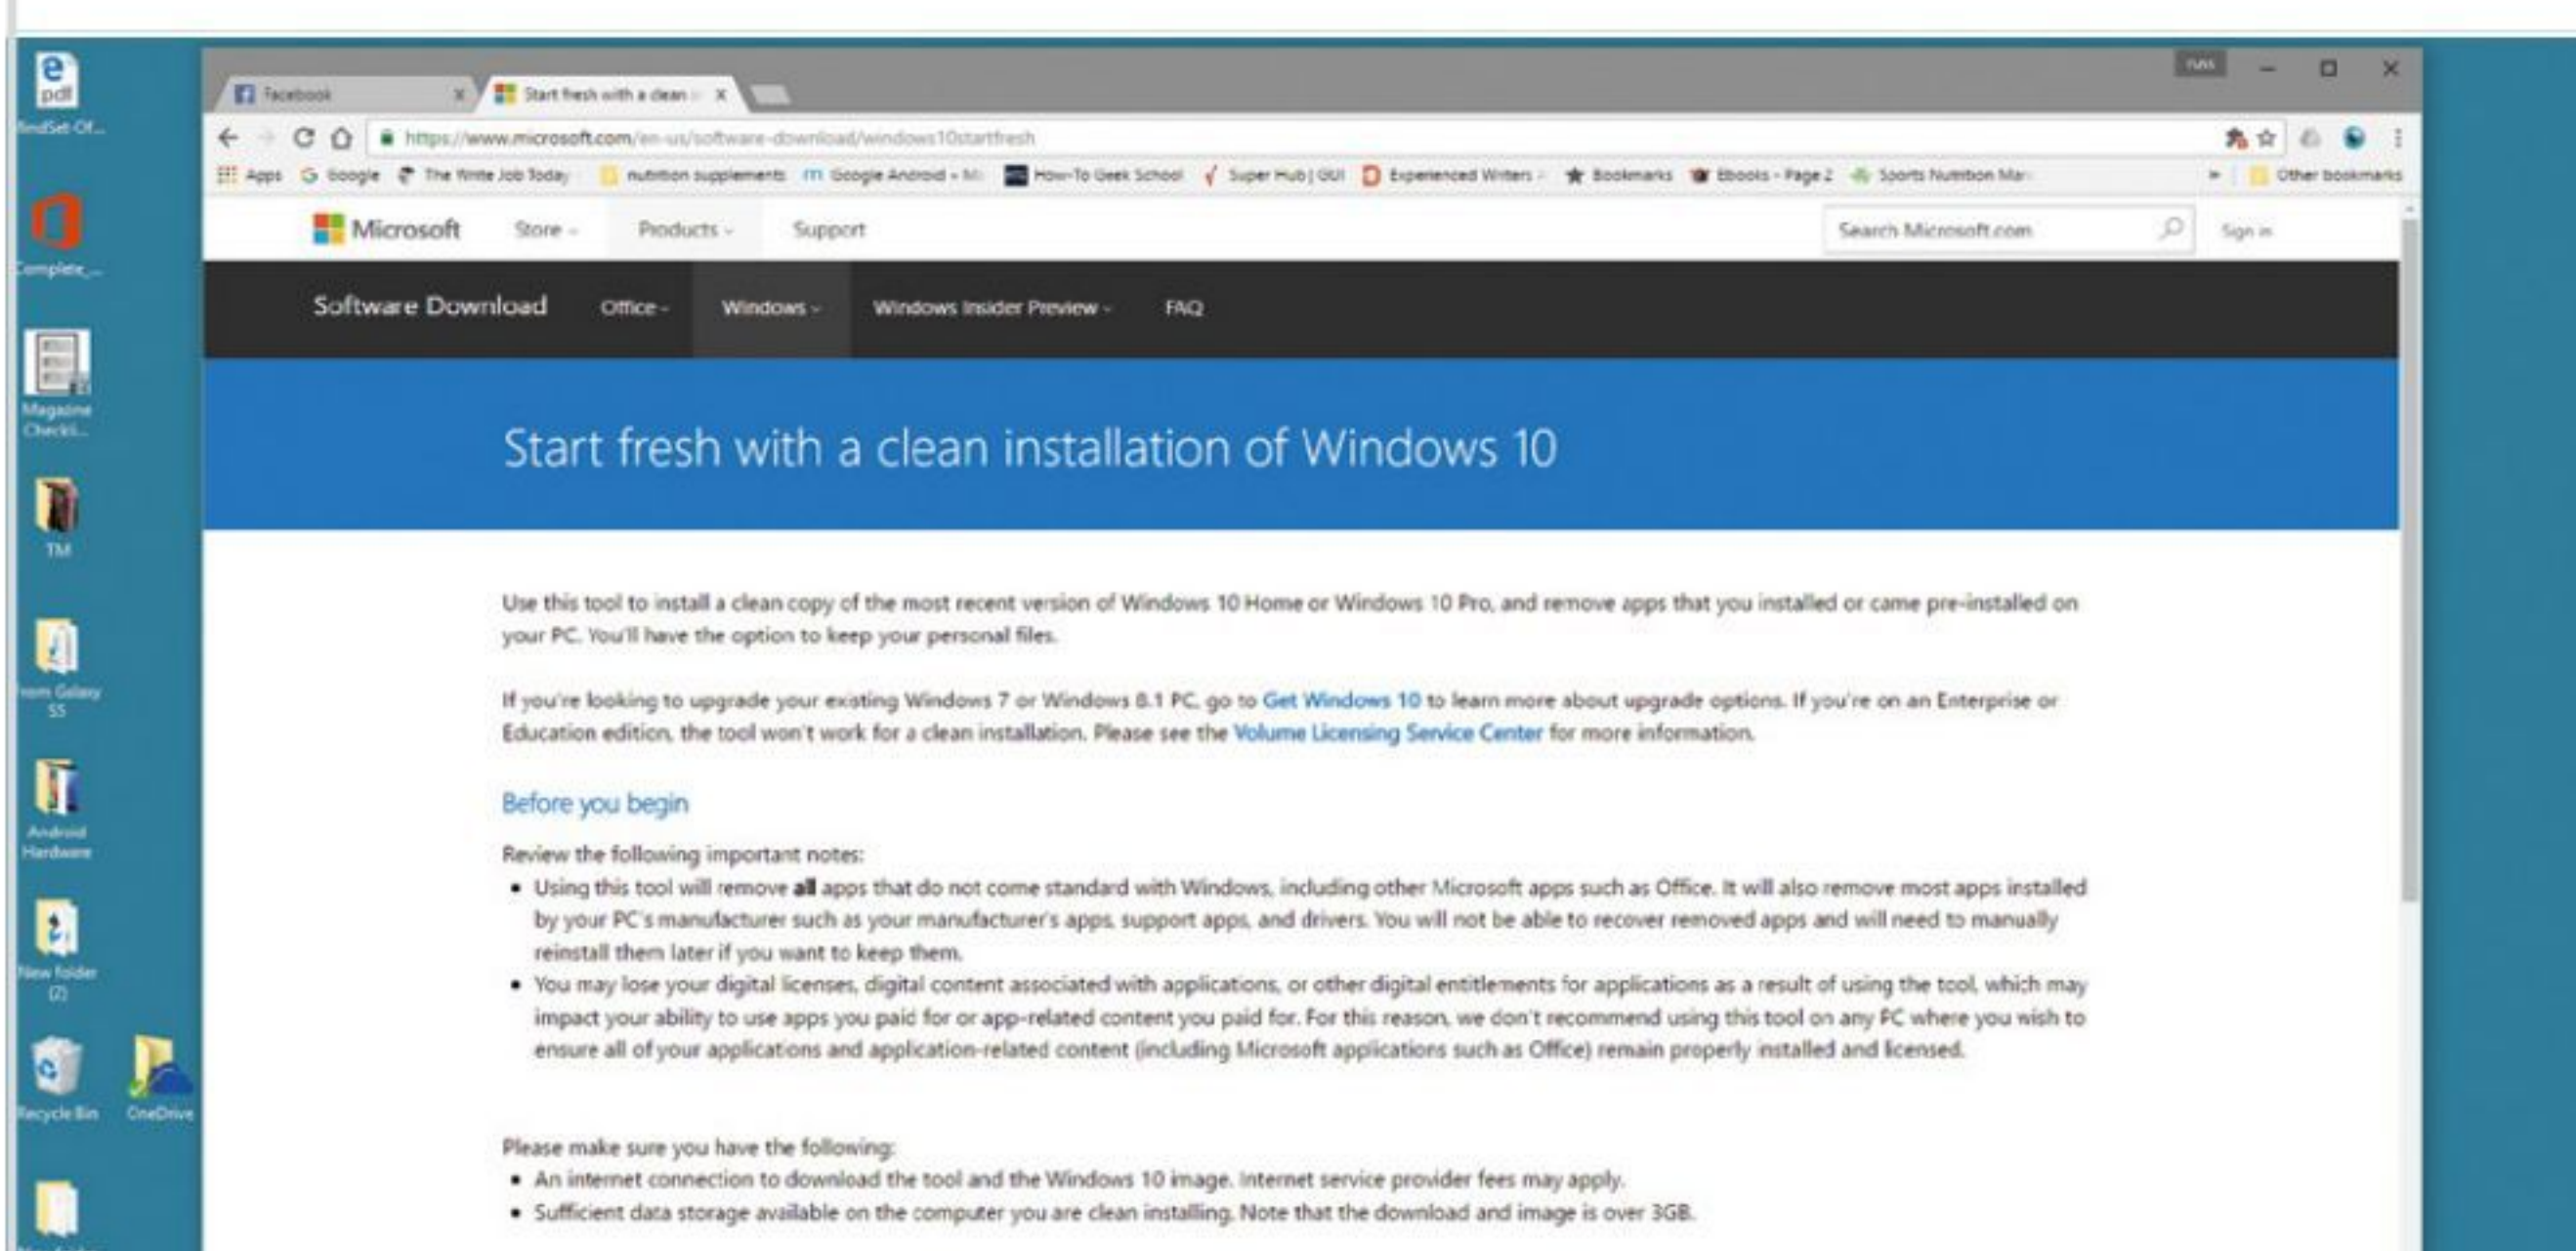 russ
Facebook
Start fresh with a clean
https://www.microsoft.com/en-us/software-download/windows10startfresh
Apps Google The Write Job Today nutrition supplements Google Android - M How-To Geek School Super Hub | GUI Experienced Writers Bookmarks Ebooks - Page 2 Sports Nutrition Mar Other bookmarks
Microsoft Store Products Support Search Microsoft.com Sign in
Software Download Office Windows Windows Insider Preview FAQ
Start fresh with a clean installation of Windows 10
Use this tool to install a clean copy of the most recent version of Windows 10 Home or Windows 10 Pro, and remove apps that you installed or came pre-installed on
your PC. You'll have the option to keep your personal files.
If you're looking to upgrade your existing Windows 7 or Windows 8.1 PC, go to Get Windows 10 to learn more about upgrade options. If you're on an Enterprise or
Education edition, the tool won't work for a clean installation. Please see the Volume Licensing Service Center for more information.
Before you begin
Review the following important notes:
• Using this tool will remove all apps that do not come standard with Windows, including other Microsoft apps such as Office. It will also remove most apps installed
by your PC's manufacturer such as your manufacturer's apps, support apps, and drivers. You will not be able to recover removed apps and will need to manually
reinstall them later if you want to keep them.
• You may lose your digital licenses, digital content associated with applications, or other digital entitlements for applications as a result of using the tool, which may
impact your ability to use apps you paid for or app-related content you paid for. For this reason, we don't recommend using this tool on any PC where you wish to
ensure all of your applications and application-related content (including Microsoft applications such as Office) remain properly installed and licensed.
Please make sure you have the following:
• An internet connection to download the tool and the Windows 10 image. Internet service provider fees may apply.
• Sufficient data storage available on the computer you are clean installing. Note that the download and image is over 3GB.
pdf
indSet-Of...
omplete_...
Magazine
Checkli...
TM
rom Galaxy
S5
Android
Hardware
New folder
(2)
Recycle Bin
OneDrive